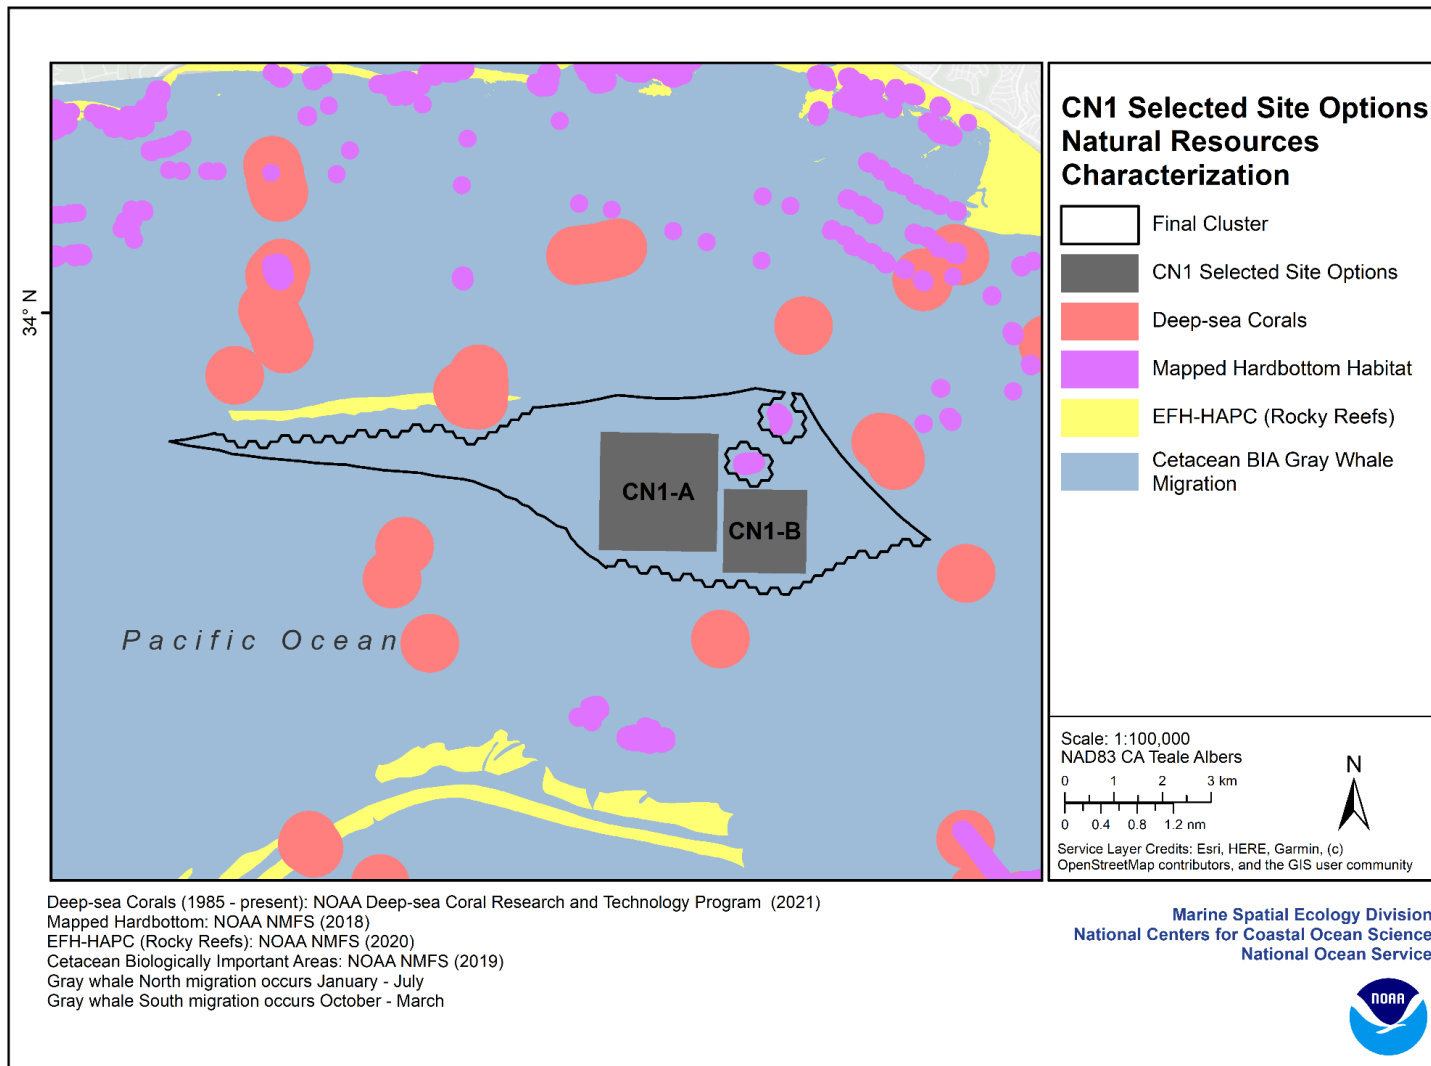 34° N
CN1-A
CN1-B
Pacific Ocean
CN1 Selected Site Options
Natural Resources
Characterization
Final Cluster
CN1 Selected Site Options
Deep-sea Corals
Mapped Hardbottom Habitat
EFH-HAPC (Rocky Reefs)
Cetacean BIA Gray Whale
Migration
Scale: 1:100,000
NAD83 CA Teale Albers
0 1 2 3 km
0 0.4 0.8 1.2 nm
N
Service Layer Credits: Esri, HERE, Garmin, (c)
OpenStreetMap contributors, and the GIS user community
Deep-sea Corals (1985 - present): NOAA Deep-sea Coral Research and Technology Program (2021)
Mapped Hardbottom: NOAA NMFS (2018)
EFH-HAPC (Rocky Reefs): NOAA NMFS (2020)
Cetacean Biologically Important Areas: NOAA NMFS (2019)
Gray whale North migration occurs January - July
Gray whale South migration occurs October - March
Marine Spatial Ecology Division
National Centers for Coastal Ocean Science
National Ocean Service
NOAA